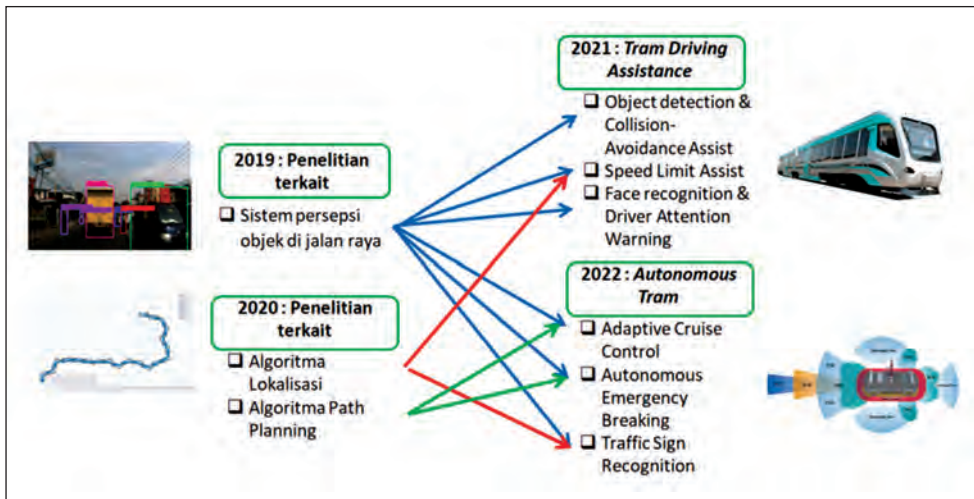 2019 : Penelitian
terkait
❑ Sistem persepsi
objek di jalan raya
2020 : Penelitian
terkait
❑ Algoritma
Lokalisasi
❑ Algoritma Path
Planning
2021 : Tram Driving
Assistance
❑ Object detection &
Collision-
Avoidance Assist
❑ Speed Limit Assist
❑ Face recognition &
Driver Attention
Warning
2022 : Autonomous
Tram
❑ Adaptive Cruise
Control
❑ Autonomous
Emergency
Breaking
❑ Traffic Sign
Recognition